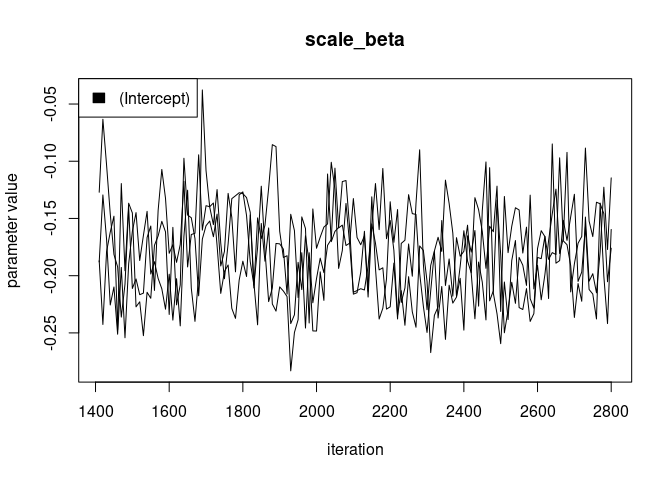 scale_beta
(Intercept)
parameter value
-0.05
-0.10
-0.15
-0.20
-0.25
1400 1600 1800 2000 2200 2400 2600 2800
iteration